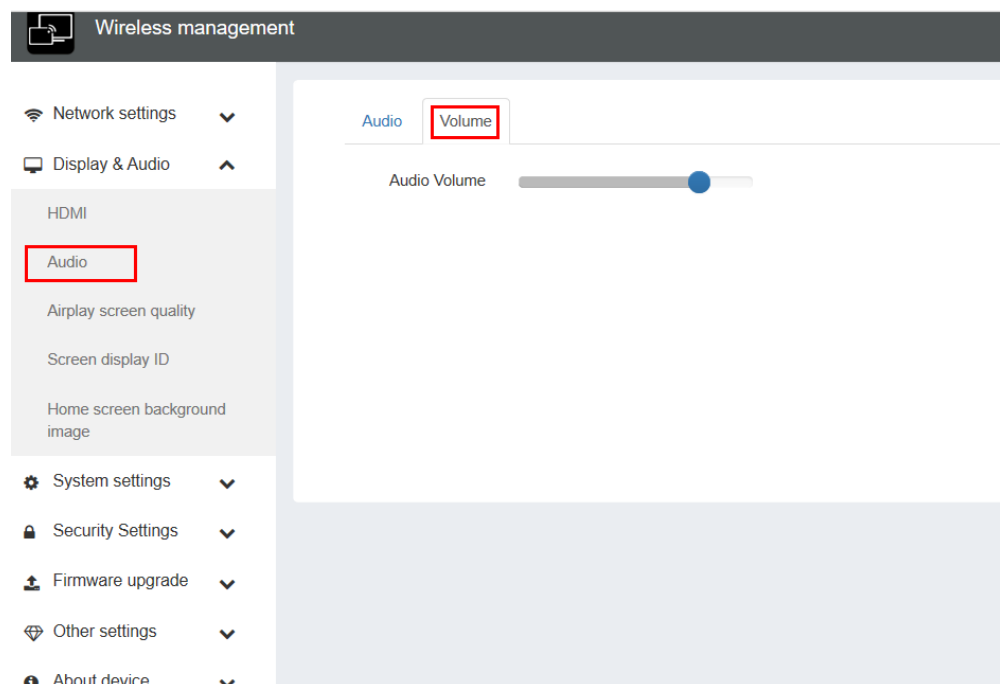 Wireless management
Network settings
Display & Audio
HDMI
Audio
Airplay screen quality
Screen display ID
Home screen background
image
System settings
Security Settings
Firmware upgrade
Other settings
About device
Audio
Volume
Audio Volume